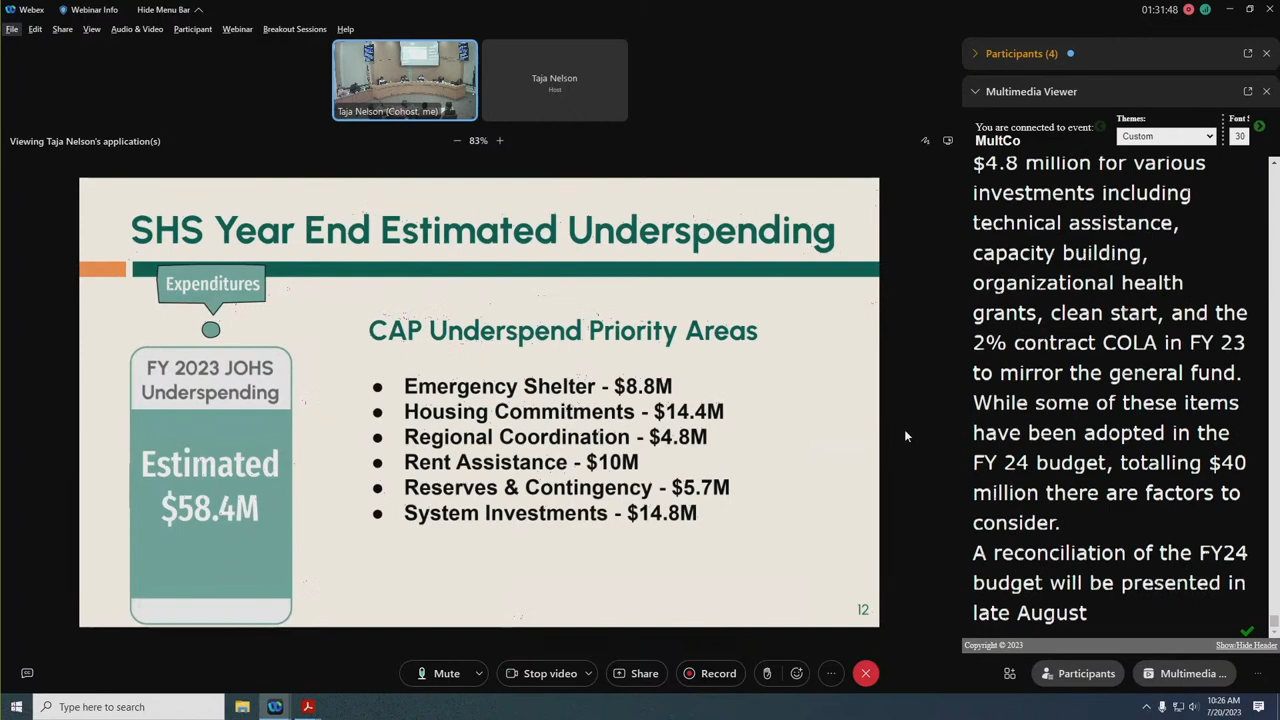 Webex
Webinar Info
Hide Menu Bar
01:31:48
File Edit Share View Audio & Video Participant Webinar Breakout Sessions Help
Taja Nelson (Cohost, me)
Taja Nelson
Host
Viewing Taja Nelson's application(s)
83%
SHS Year End Estimated Underspending
Expenditures
FY 2023 JOHS
Underspending
Estimated
$58.4M
CAP Underspend Priority Areas
● Emergency Shelter - $8.8M
● Housing Commitments - $14.4M
● Regional Coordination - $4.8M
● Rent Assistance - $10M
● Reserves & Contingency - $5.7M
● System Investments - $14.8M
12
Participants (4)
Multimedia Viewer
You are connected to event:
MultCo
Themes:
Custom
Font !
30
$4.8 million for various
investments including
technical assistance,
capacity building,
organizational health
grants, clean start, and the
2% contract COLA in FY 23
to mirror the general fund.
While some of these items
have been adopted in the
FY 24 budget, totalling $40
million there are factors to
consider.
A reconciliation of the FY24
budget will be presented in
late August
Copyright © 2023
Show/Hide Header
Mute
Stop video
Share
Record
Participants
Multimedia ...
Type here to search
10:26 AM
7/20/2023